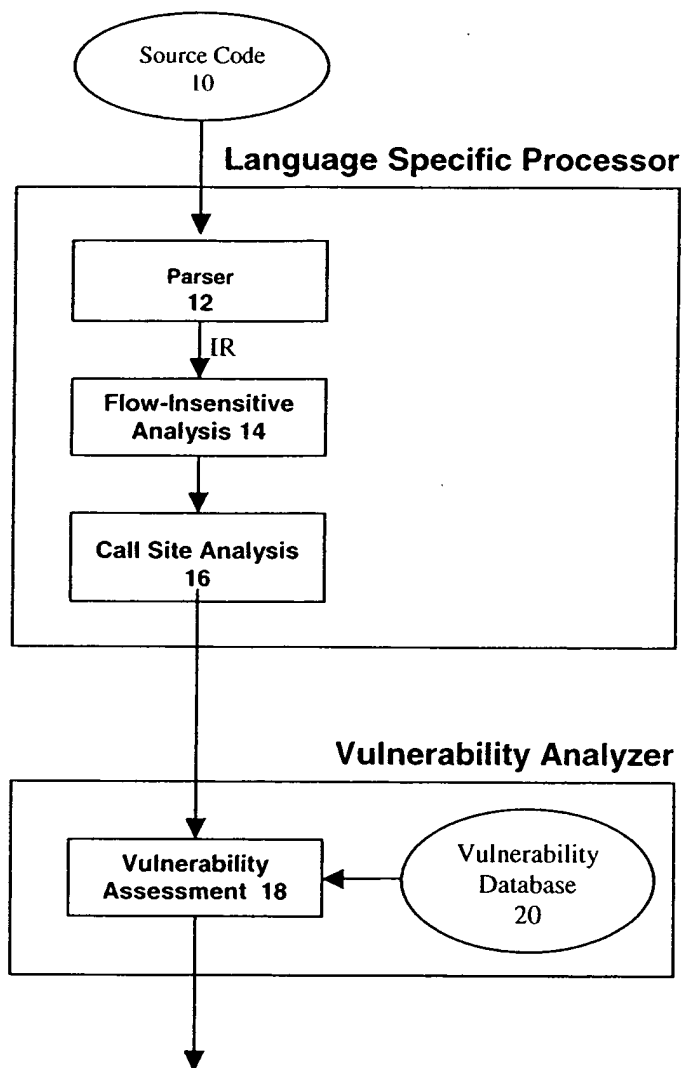 Source Code
10
Language Specific Processor
Parser
12
IR
Flow-Insensitive
Analysis 14
Call Site Analysis
16
Vulnerability Analyzer
Vulnerability
Assessment 18
Vulnerability
Database
20